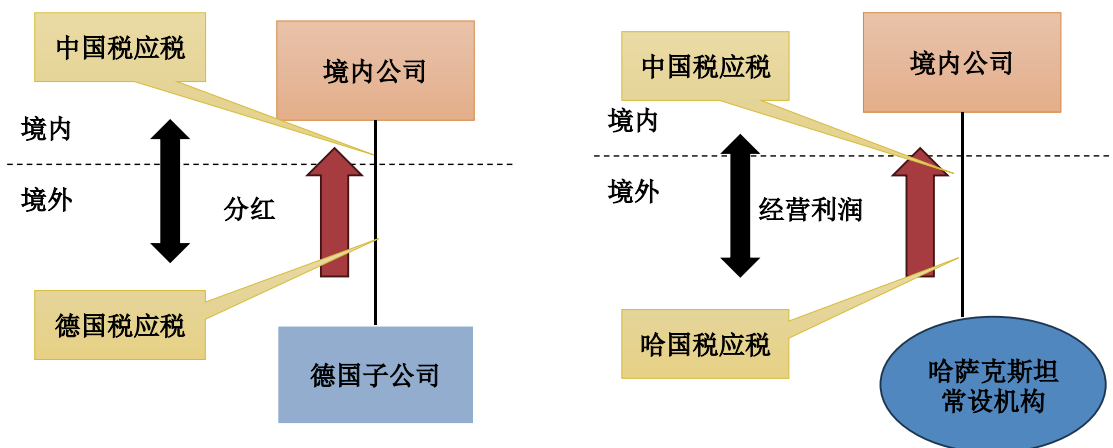 中国税应税
境内公司
境内
境外
分红
德国税应税
德国子公司
中国税应税
境内公司
境内
境外
经营利润
哈国税应税
哈萨克斯坦
常设机构